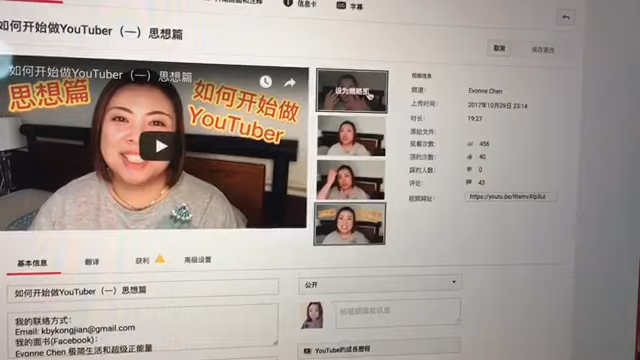 信息卡
CC 字幕
如何开始做YouTuber（一）思想篇
取消
保存更改
如何开始做YouTuber（一）思想篇
思想篇
如何开始做
YouTuber
设为缩略图
视频信息
频道： Evonne Chen
上传时间： 2017年10月29日 23:14
时长： 19:27
原始文件：
观看次数： 456
顶的次数： 40
踩的人数： 0
评论： 43
视频网址：
基本信息
翻译
获利
高级设置
如何开始做YouTuber（一）思想篇
公开
我的联络方式：
Email: kbykongjian@gmail.com
我的面书(Facebook)：
Evonne Chen 极简生活和超级正能量
YouTube的成長歷程